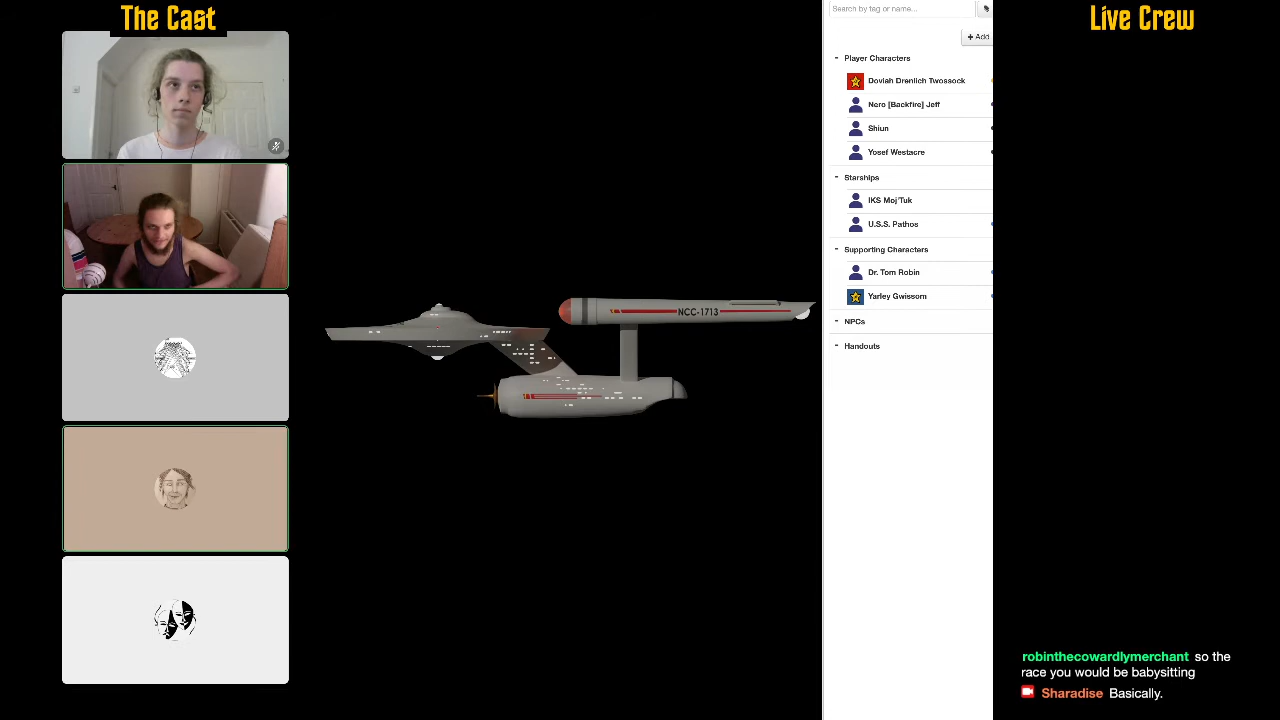 The Cast
NCC-1713
Search by tag or name...
+ Add
Player Characters
Doviah Drenlich Twossock
Nero [Backfire] Jeff
Shiun
Yosef Westacre
Starships
IKS Moj'Tuk
U.S.S. Pathos
Supporting Characters
Dr. Tom Robin
Yarley Gwissom
NPCs
Handouts
Live Crew
robinthecowardlymerchant so the
race you would be babysitting
Sharadise Basically.